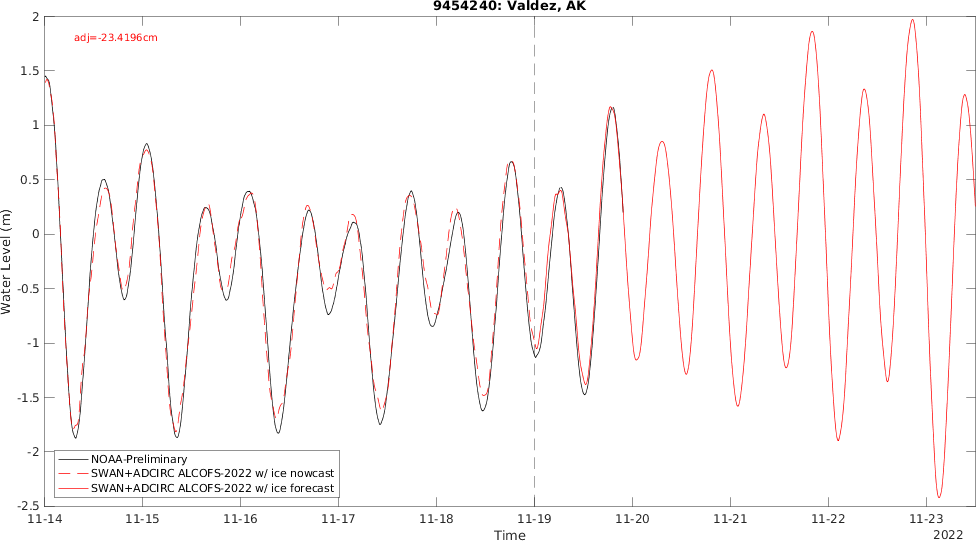 9454240: Valdez, AK
adj=-23.4196cm
Water Level (m)
2
1.5
1
0.5
0
-0.5
-1
-1.5
-2
-2.5
NOAA-Preliminary
SWAN+ADCIRC ALCOFS-2022 w/ ice nowcast
SWAN+ADCIRC ALCOFS-2022 w/ ice forecast
11-14 11-15 11-16 11-17 11-18 11-19 11-20 11-21 11-22 11-23
Time
2022